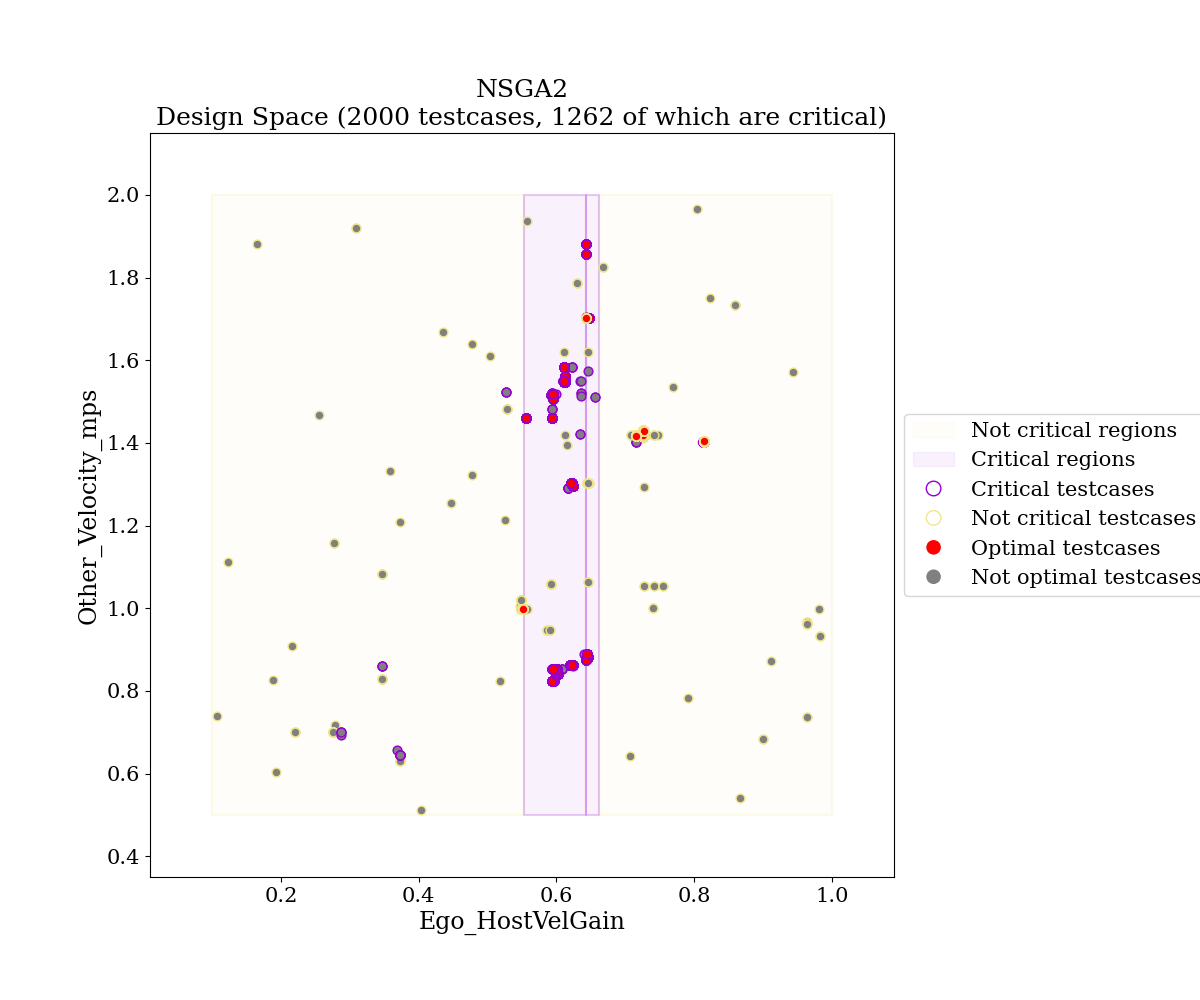 NSGA2
Design Space (2000 testcases, 1262 of which are critical)
Other_Velocity_mps
2.0
1.8
1.6
1.4
1.2
1.0
0.8
0.6
0.4
0.2
0.4
0.6
0.8
1.0
Ego_HostVelGain
Not critical regions
Critical regions
Critical testcases
Not critical testcases
Optimal testcases
Not optimal testcases